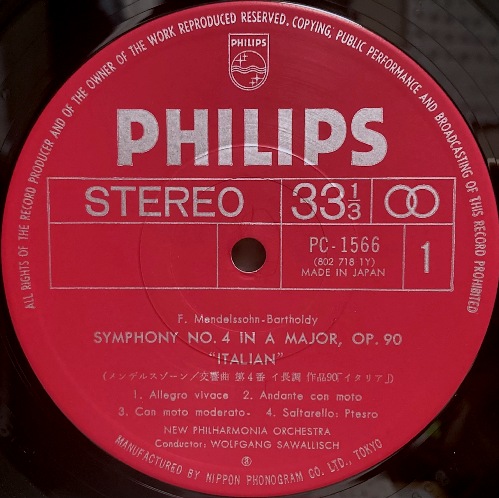 ALL RIGHTS OF THE RECORD PRODUCER AND OF THE OWNER OF THE WORK REPRODUCED RESERVED. COPYING, PUBLIC PERFORMANCE AND BROADCASTING OF THIS RECORD PROHIBITED
PHILIPS
PHILIPS
STEREO 33 1/3
PC-1566
(802 718 1Y)
MADE IN JAPAN
1
F. Mendelssohn-Bartholdy
SYMPHONY NO. 4 IN A MAJOR, OP. 90
"ITALIAN"
(メンデルスゾーン/交響曲 第4番 イ長調 作品90「イタリア」)
1. Allegro vivace 2. Andante con moto
3. Con moto moderato- 4. Saltarello: Ptesro
NEW PHILHARMONIA ORCHESTRA
Conductor: WOLFGANG SAWALLISCH
MANUFACTURED BY NIPPON PHONOGRAM CO. LTD., TOKYO